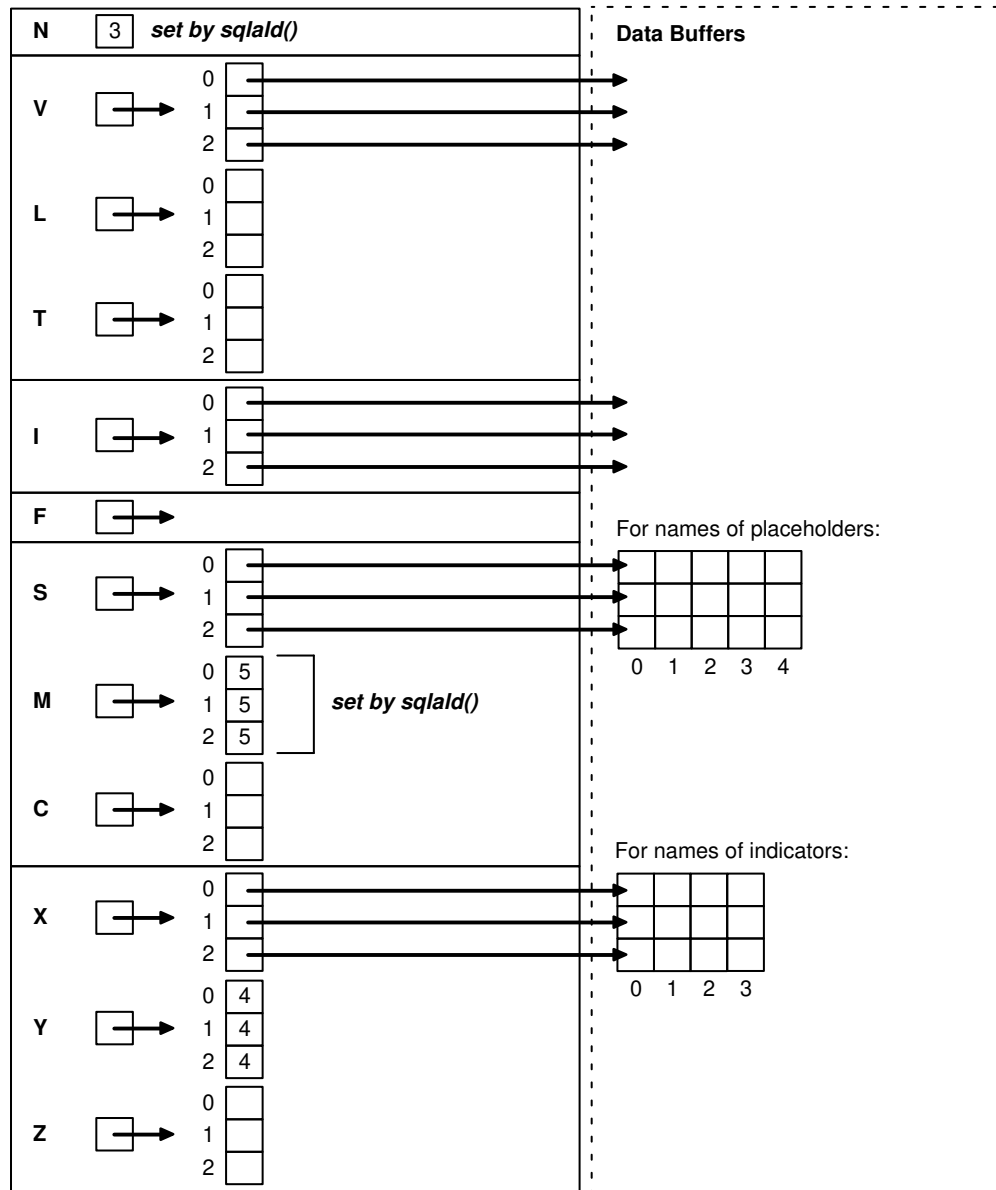 N 3 set by sqlald() Data Buffers
0
V 1
2
0
L 1
2
0
T 1
2
0
I 1
2
F
For names of placeholders:
0
S 1
2
0 1 2 3 4
0 5
M 1 5 set by sqlald()
2 5
0
C 1
2
For names of indicators:
0
X 1
2
0 1 2 3
0 4
Y 1 4
2 4
0
Z 1
2